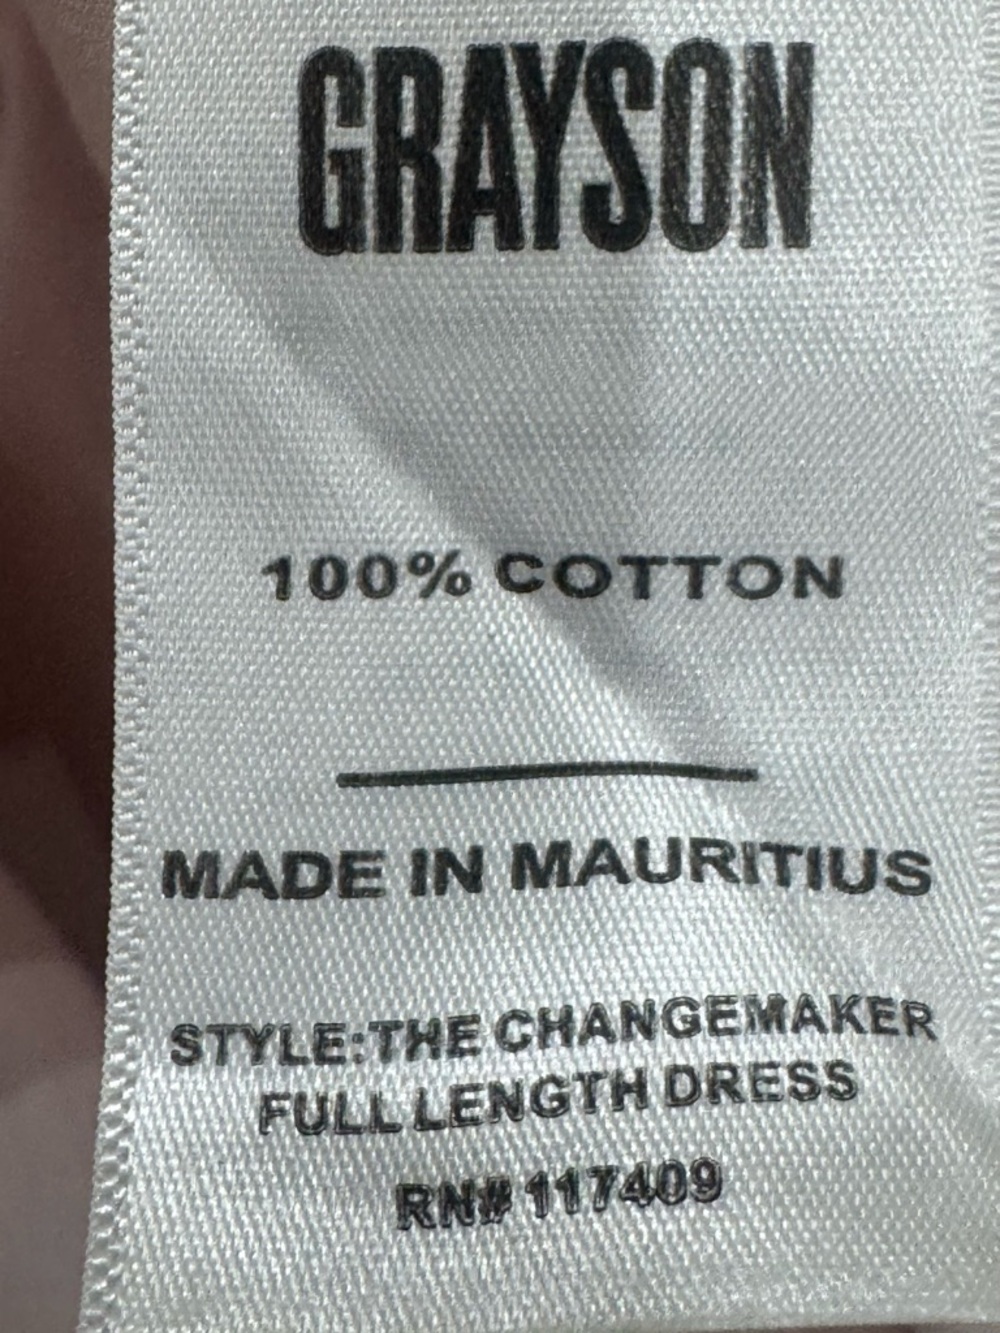 GRAYSON
100% COTTON
MADE IN MAURITIUS
STYLE:THE CHANGEMAKER
FULL LENGTH DRESS
RN# 117409